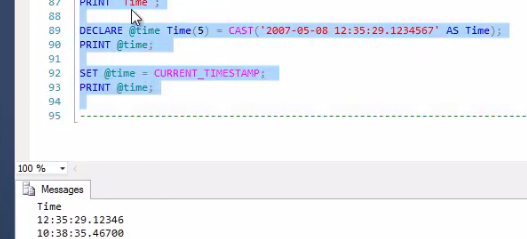 87 PRINT 'Time';
88
89 DECLARE @time Time(5) = CAST('2007-05-08 12:35:29.1234567' AS Time);
90 PRINT @time;
91
92 SET @time = CURRENT_TIMESTAMP;
93 PRINT @time;
94
95 ----------------------------------------------------------------------
100 %
Messages
Time
12:35:29.12346
10:38:35.46700